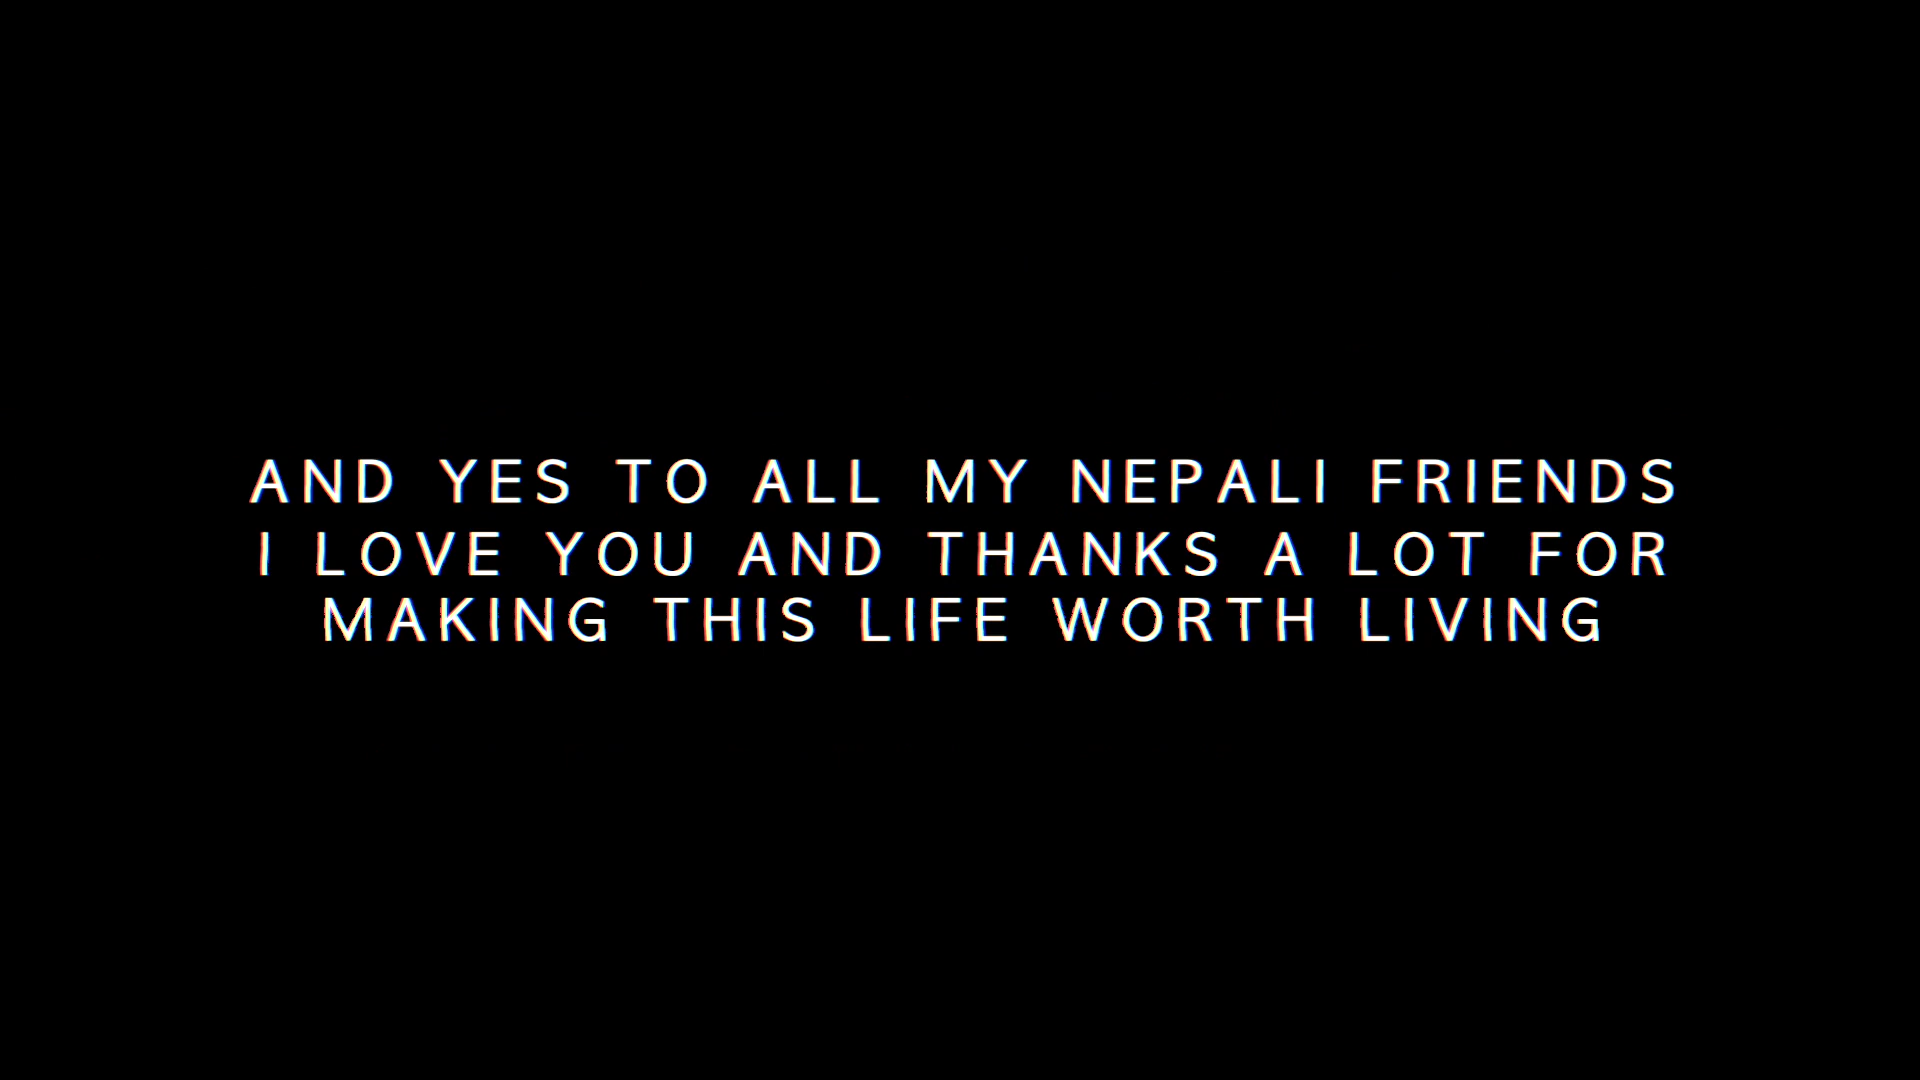 AND YES TO ALL MY NEPALI FRIENDS
I LOVE YOU AND THANKS A LOT FOR
MAKING THIS LIFE WORTH LIVING